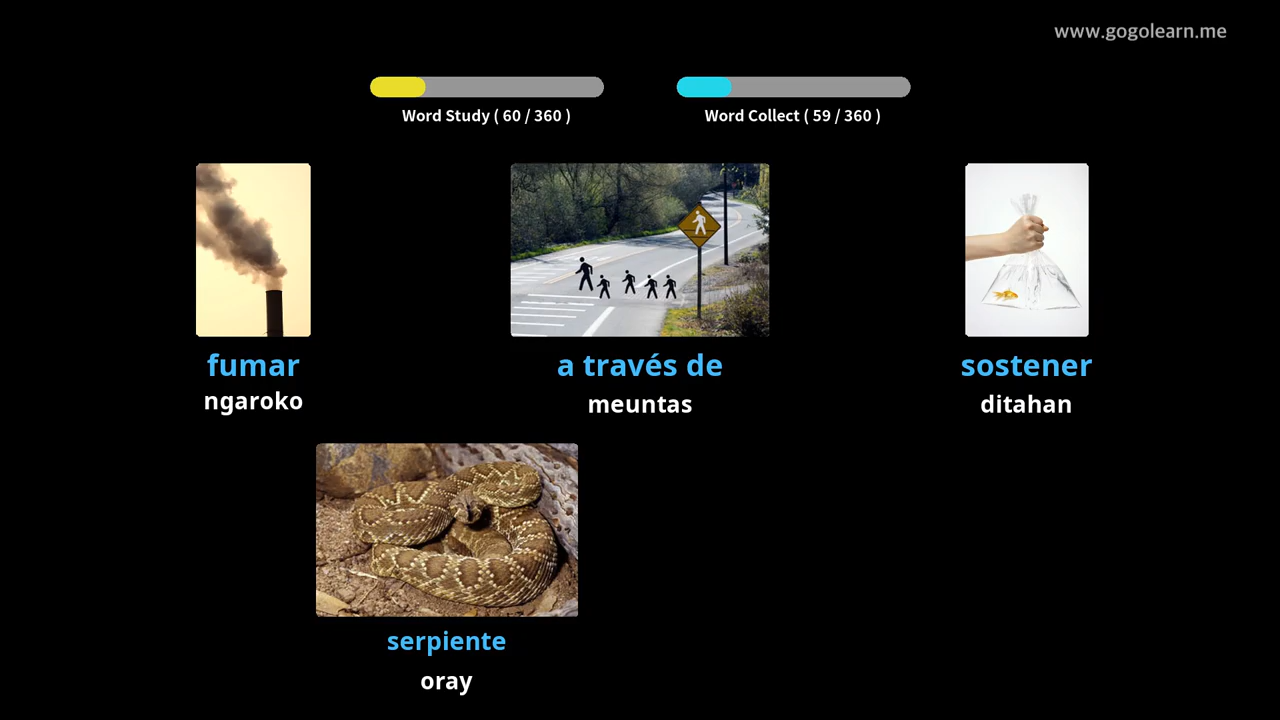 www.gogolearn.me
Word Study ( 60 / 360 )
Word Collect ( 59 / 360 )
fumar
ngaroko
a través de
meuntas
sostener
ditahan
serpiente
oray